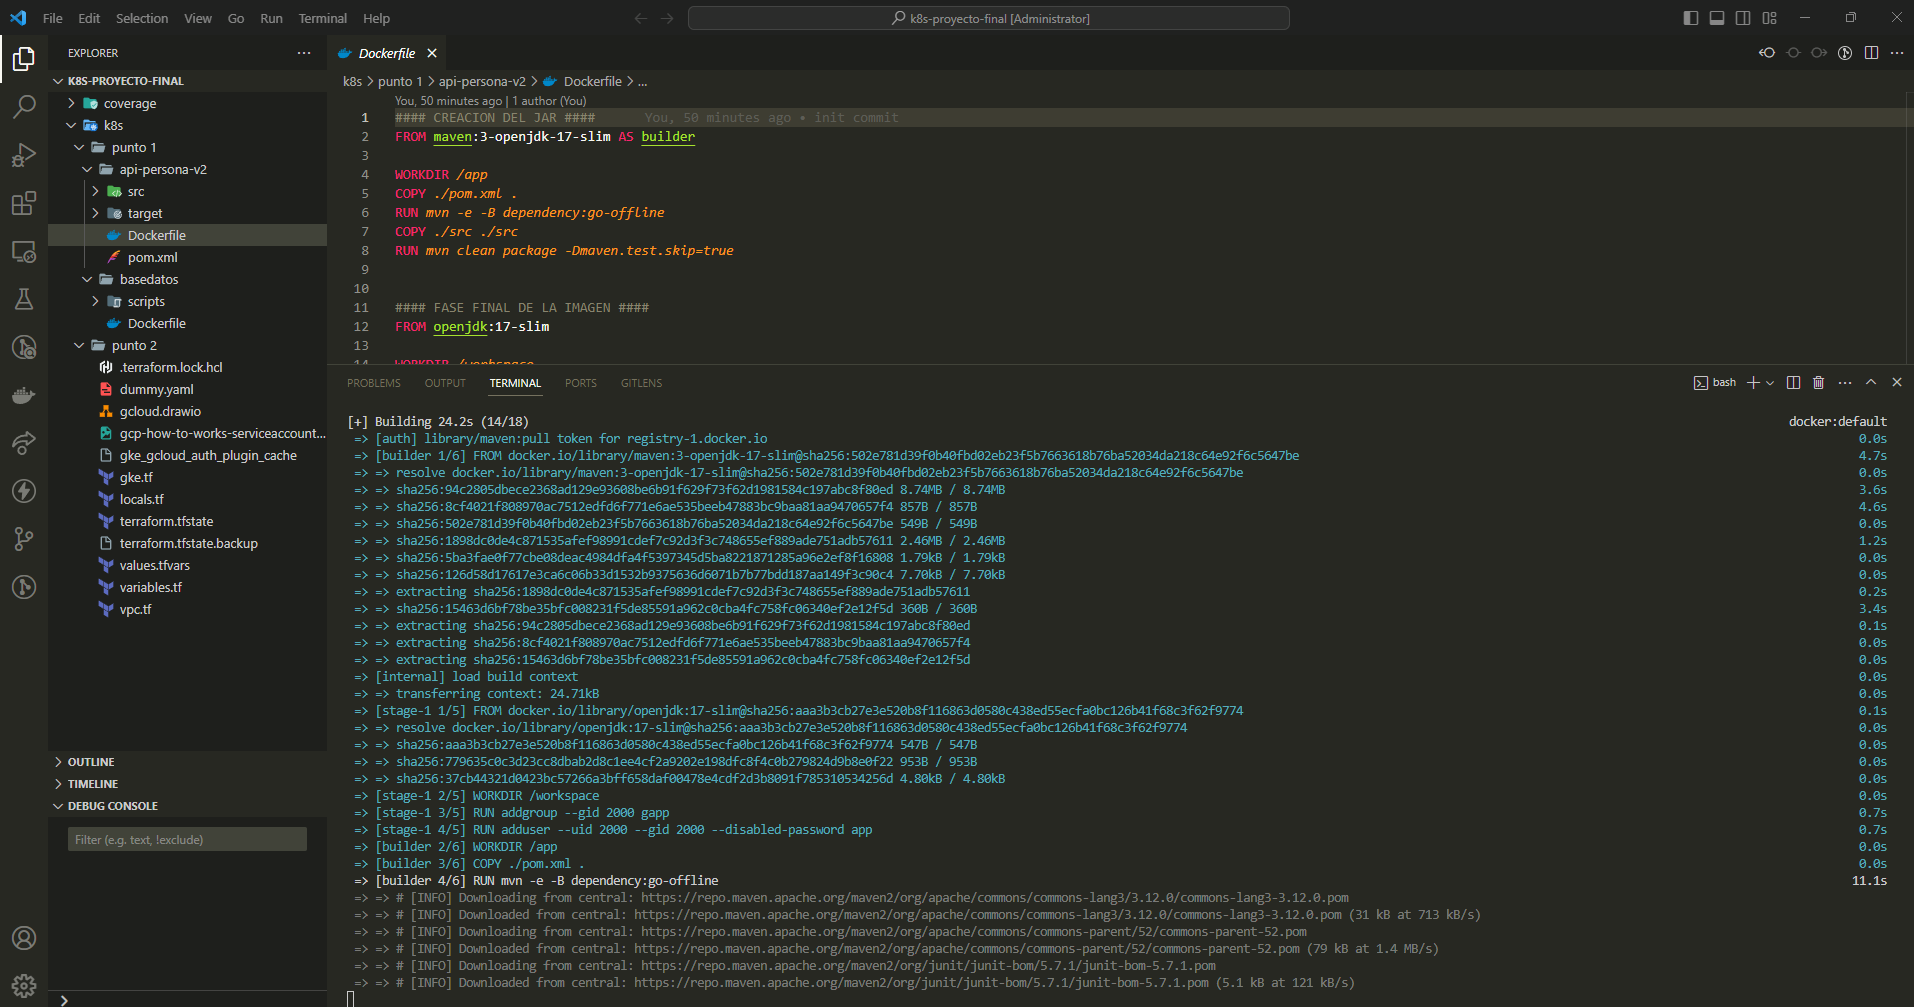 File Edit Selection View Go Run Terminal Help
k8s-proyecto-final [Administrator]
EXPLORER
K8S-PROYECTO-FINAL
coverage
k8s
punto 1
api-persona-v2
src
target
Dockerfile
pom.xml
basedatos
scripts
Dockerfile
punto 2
.terraform.lock.hcl
dummy.yaml
gcloud.drawio
gcp-how-to-works-serviceaccount...
gke_gcloud_auth_plugin_cache
gke.tf
locals.tf
terraform.tfstate
terraform.tfstate.backup
values.tfvars
variables.tf
vpc.tf
OUTLINE
TIMELINE
DEBUG CONSOLE
Filter (e.g. text, !exclude)
Dockerfile
k8s > punto 1 > api-persona-v2 > Dockerfile > ...
You, 50 minutes ago | 1 author (You)
1 #### CREACION DEL JAR #### You, 50 minutes ago • init commit
2 FROM maven:3-openjdk-17-slim AS builder
3
4 WORKDIR /app
5 COPY ./pom.xml .
6 RUN mvn -e -B dependency:go-offline
7 COPY ./src ./src
8 RUN mvn clean package -Dmaven.test.skip=true
9
10
11 #### FASE FINAL DE LA IMAGEN ####
12 FROM openjdk:17-slim
13
14 WORKDIR /workspace
PROBLEMS OUTPUT TERMINAL PORTS GITLENS
bash
[+] Building 24.2s (14/18) docker:default
=> [auth] library/maven:pull token for registry-1.docker.io 0.0s
=> [builder 1/6] FROM docker.io/library/maven:3-openjdk-17-slim@sha256:502e781d39f0b40fbd02eb23f5b7663618b76ba52034da218c64e92f6c5647be 4.7s
=> => resolve docker.io/library/maven:3-openjdk-17-slim@sha256:502e781d39f0b40fbd02eb23f5b7663618b76ba52034da218c64e92f6c5647be 0.0s
=> => sha256:94c2805dbece2368ad129e93608be6b91f629f73f62d1981584c197abc8f80ed 8.74MB / 8.74MB 3.6s
=> => sha256:8cf4021f808970ac7512edfd6f771e6ae535beeb47883bc9baa81aa9470657f4 857B / 857B 4.6s
=> => sha256:502e781d39f0b40fbd02eb23f5b7663618b76ba52034da218c64e92f6c5647be 549B / 549B 0.0s
=> => sha256:1898dc0de4c871535afef98991cdef7c92d3f3c748655ef889ade751adb57611 2.46MB / 2.46MB 1.2s
=> => sha256:5ba3fae0f77cbe08deac4984dfa4f5397345d5ba8221871285a96e2ef8f16808 1.79kB / 1.79kB 0.0s
=> => sha256:126d58d17617e3ca6c06b33d1532b9375636d6071b7b77bdd187aa149f3c90c4 7.70kB / 7.70kB 0.0s
=> => extracting sha256:1898dc0de4c871535afef98991cdef7c92d3f3c748655ef889ade751adb57611 0.2s
=> => sha256:15463d6bf78be35bfc008231f5de85591a962c0cba4fc758fc06340ef2e12f5d 360B / 360B 3.4s
=> => extracting sha256:94c2805dbece2368ad129e93608be6b91f629f73f62d1981584c197abc8f80ed 0.1s
=> => extracting sha256:8cf4021f808970ac7512edfd6f771e6ae535beeb47883bc9baa81aa9470657f4 0.0s
=> => extracting sha256:15463d6bf78be35bfc008231f5de85591a962c0cba4fc758fc06340ef2e12f5d 0.0s
=> [internal] load build context 0.0s
=> => transferring context: 24.71kB 0.0s
=> [stage-1 1/5] FROM docker.io/library/openjdk:17-slim@sha256:aaa3b3cb27e3e520b8f116863d0580c438ed55ecfa0bc126b41f68c3f62f9774 0.1s
=> => resolve docker.io/library/openjdk:17-slim@sha256:aaa3b3cb27e3e520b8f116863d0580c438ed55ecfa0bc126b41f68c3f62f9774 0.0s
=> => sha256:aaa3b3cb27e3e520b8f116863d0580c438ed55ecfa0bc126b41f68c3f62f9774 547B / 547B 0.0s
=> => sha256:779635c0c3d23cc8dbab2d8c1ee4cf2a9202e198dfc8f4c0b279824d9b8e0f22 953B / 953B 0.0s
=> => sha256:37cb44321d0423bc57266a3bff658daf00478e4cdf2d3b8091f785310534256d 4.80kB / 4.80kB 0.0s
=> [stage-1 2/5] WORKDIR /workspace 0.0s
=> [stage-1 3/5] RUN addgroup --gid 2000 gapp 0.7s
=> [stage-1 4/5] RUN adduser --uid 2000 --gid 2000 --disabled-password app 0.7s
=> [builder 2/6] WORKDIR /app 0.0s
=> [builder 3/6] COPY ./pom.xml . 0.0s
=> [builder 4/6] RUN mvn -e -B dependency:go-offline 11.1s
=> => # [INFO] Downloading from central: https://repo.maven.apache.org/maven2/org/apache/commons/commons-lang3/3.12.0/commons-lang3-3.12.0.pom
=> => # [INFO] Downloaded from central: https://repo.maven.apache.org/maven2/org/apache/commons/commons-lang3/3.12.0/commons-lang3-3.12.0.pom (31 kB at 713 kB/s)
=> => # [INFO] Downloading from central: https://repo.maven.apache.org/maven2/org/apache/commons/commons-parent/52/commons-parent-52.pom
=> => # [INFO] Downloaded from central: https://repo.maven.apache.org/maven2/org/apache/commons/commons-parent/52/commons-parent-52.pom (79 kB at 1.4 MB/s)
=> => # [INFO] Downloading from central: https://repo.maven.apache.org/maven2/org/junit/junit-bom/5.7.1/junit-bom-5.7.1.pom
=> => # [INFO] Downloaded from central: https://repo.maven.apache.org/maven2/org/junit/junit-bom/5.7.1/junit-bom-5.7.1.pom (5.1 kB at 121 kB/s)